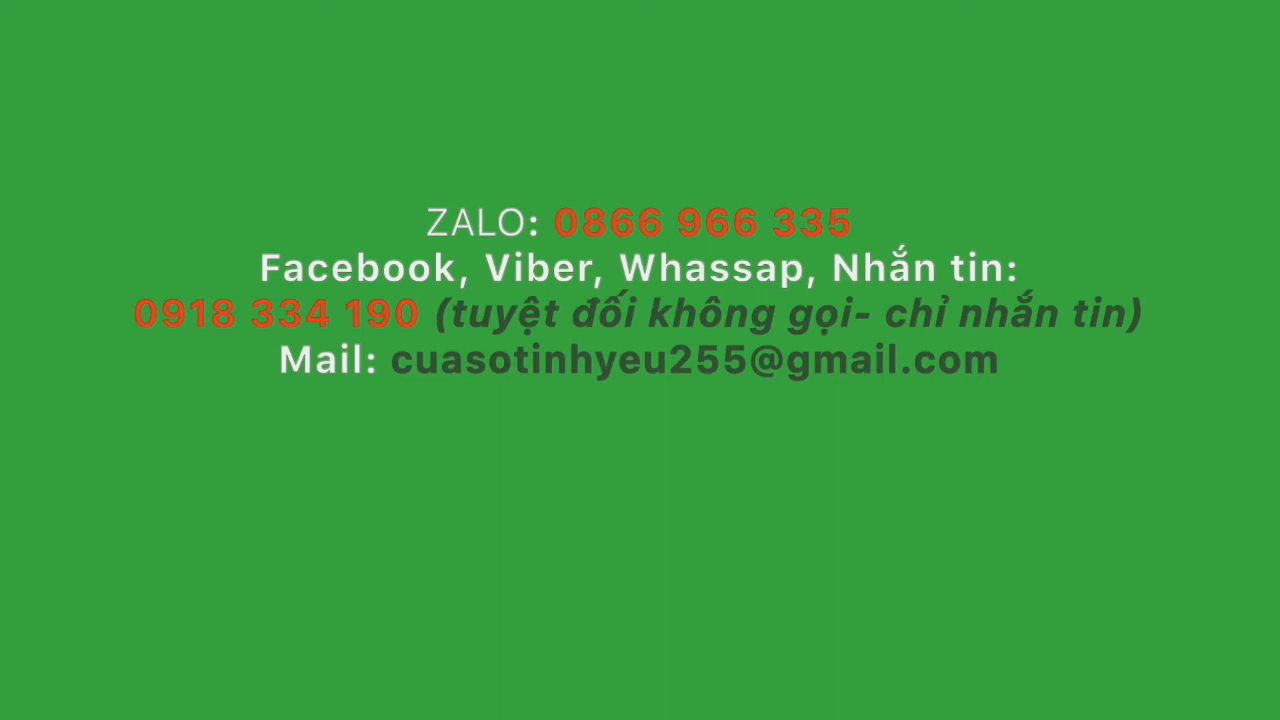 ZALO: 0866 966 335
Facebook, Viber, Whassap, Nhắn tin:
0918 334 190 (tuyệt đối không gọi- chỉ nhắn tin)
Mail: cuasotinhyeu255@gmail.com